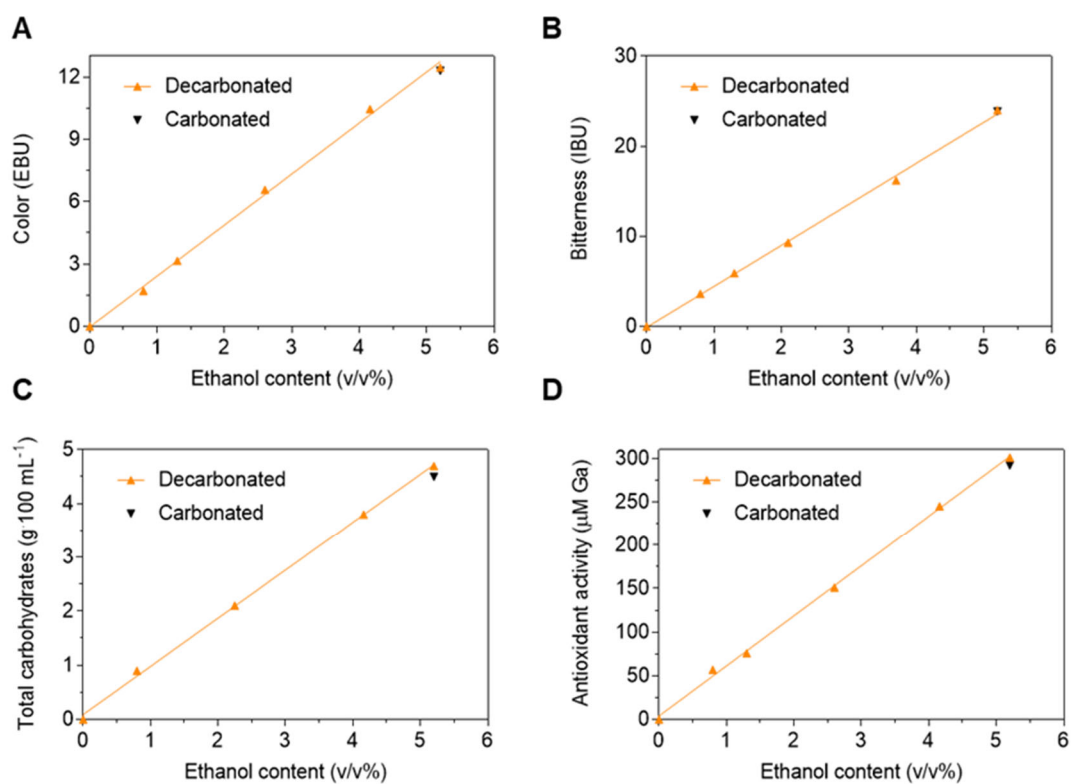 A
Color (EBU)
12
9
6
3
0
Decarbonated
Carbonated
0 1 2 3 4 5 6
Ethanol content (v/v%)
B
Bitterness (IBU)
30
20
10
0
Decarbonated
Carbonated
0 1 2 3 4 5 6
Ethanol content (v/v%)
C
Total carbohydrates (g·100 mL⁻¹)
5
4
3
2
1
0
Decarbonated
Carbonated
0 1 2 3 4 5 6
Ethanol content (v/v%)
D
Antioxidant activity (μM Ga)
300
250
200
150
100
50
0
Decarbonated
Carbonated
0 1 2 3 4 5 6
Ethanol content (v/v%)